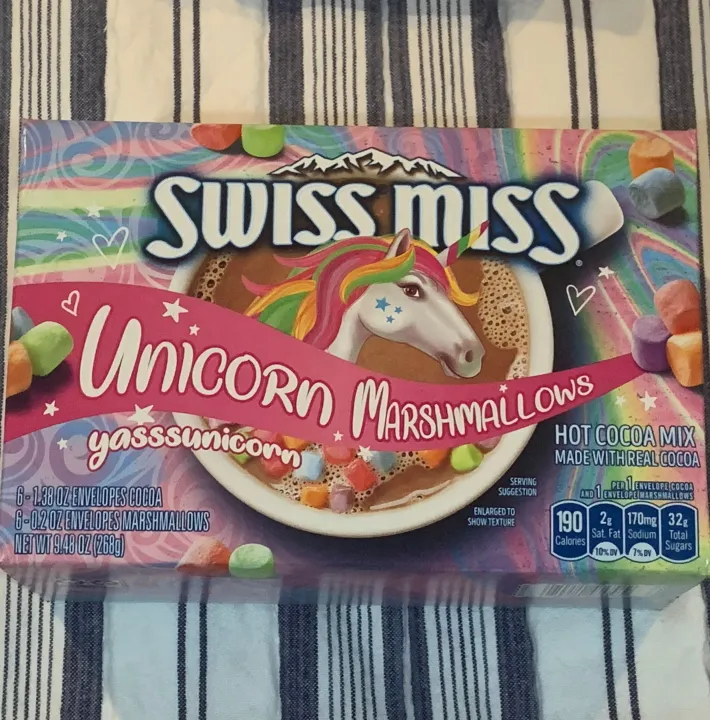 SWISS MISS
®
UNICORN MARSHMALLOWS
yasssunicorn
HOT COCOA MIX
MADE WITH REAL COCOA
6 - 1.38 OZ ENVELOPES COCOA
6 - 0.2 OZ ENVELOPES MARSHMALLOWS
NET WT 9.48 OZ (268g)
SERVING
SUGGESTION
ENLARGED TO
SHOW TEXTURE
PER 1 ENVELOPE COCOA
AND 1 ENVELOPE MARSHMALLOWS
190
Calories
2g
Sat. Fat
10% DV
170mg
Sodium
7% DV
32g
Total
Sugars